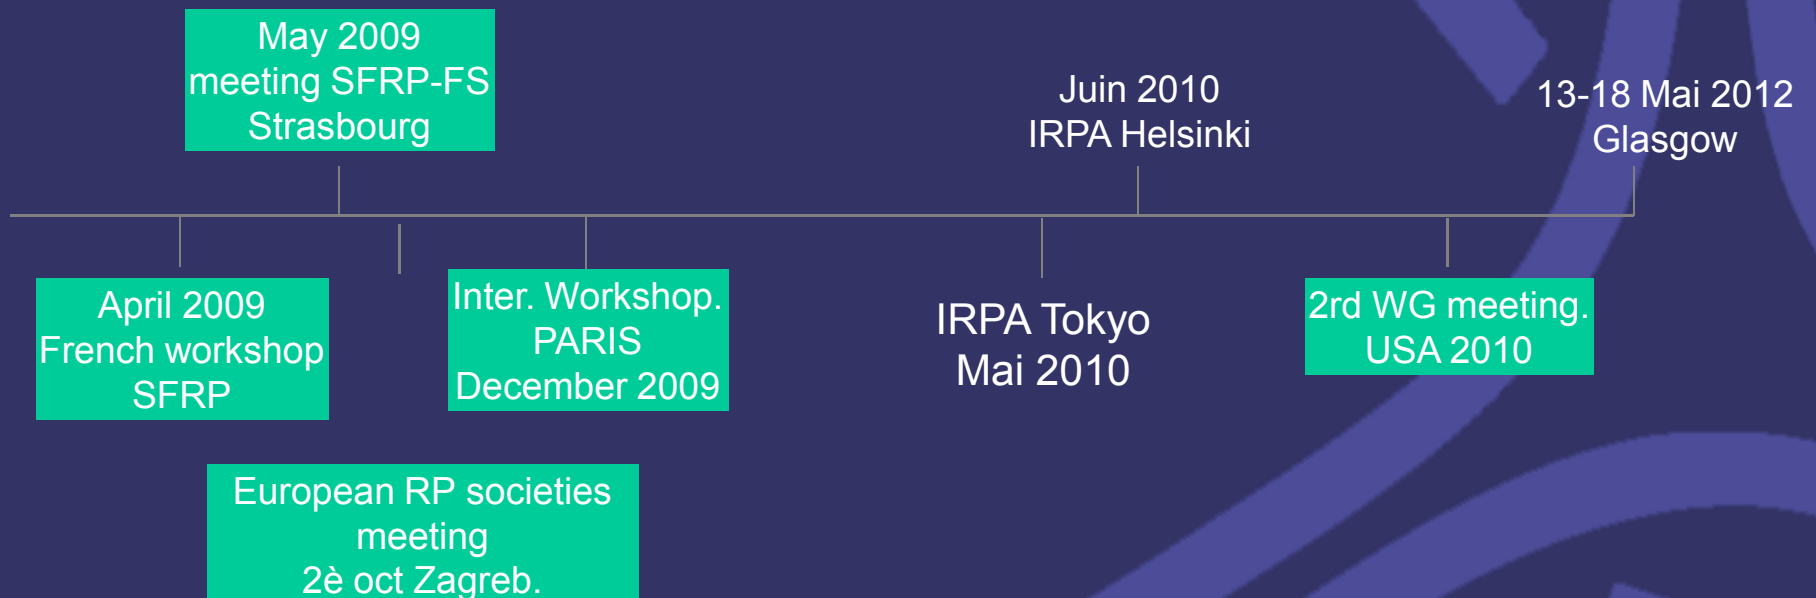 May 2009
meeting SFRP-FS
Strasbourg
Juin 2010
IRPA Helsinki
13-18 Mai 2012
Glasgow
April 2009
French workshop
SFRP
Inter. Workshop.
PARIS
December 2009
IRPA Tokyo
Mai 2010
2rd WG meeting.
USA 2010
European RP societies
meeting
2è oct Zagreb.